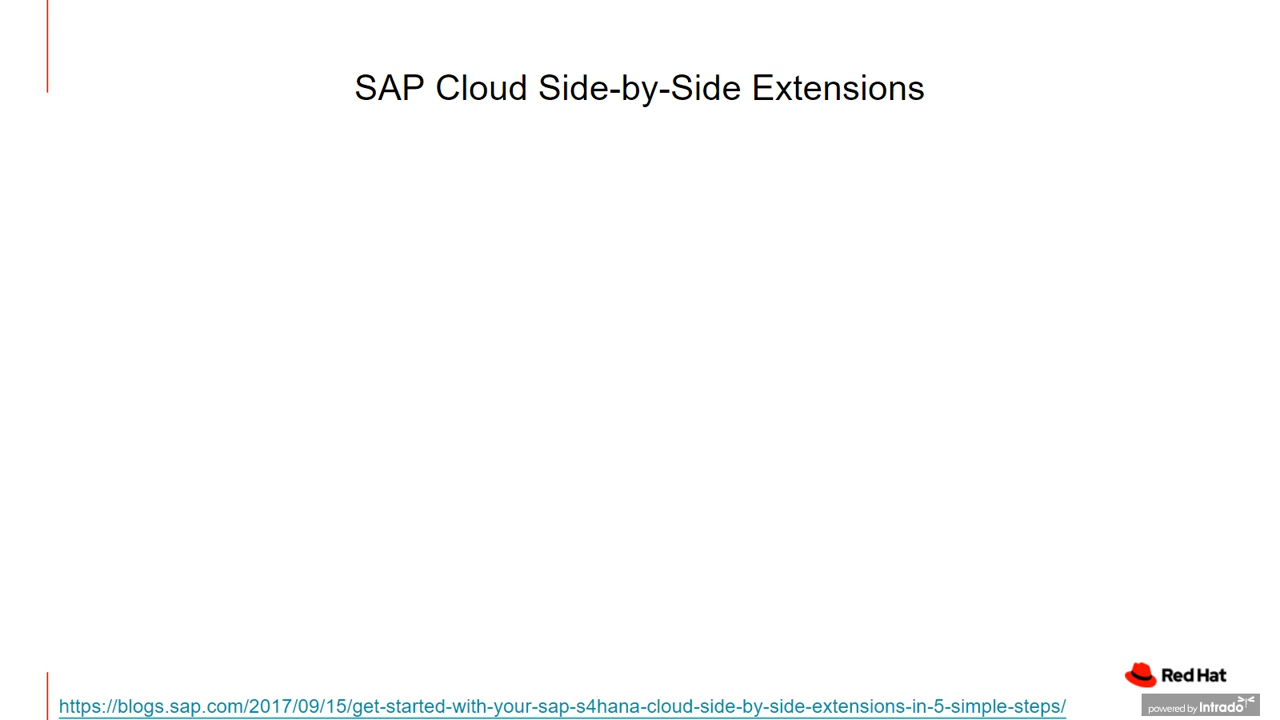 SAP Cloud Side-by-Side Extensions
Red Hat
https://blogs.sap.com/2017/09/15/get-started-with-your-sap-s4hana-cloud-side-by-side-extensions-in-5-simple-steps/
powered by Intrado